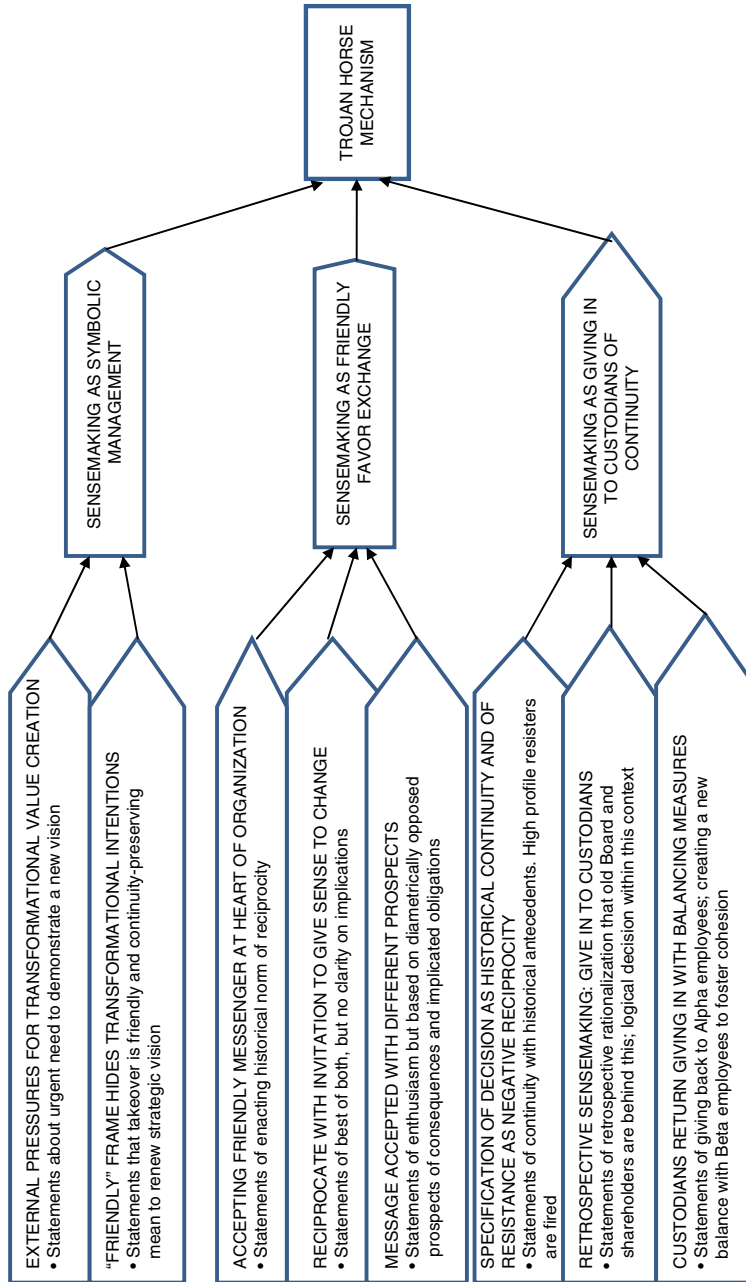 EXTERNAL PRESSURES FOR TRANSFORMATIONAL VALUE CREATION
• Statements about urgent need to demonstrate a new vision
“FRIENDLY” FRAME HIDES TRANSFORMATIONAL INTENTIONS
• Statements that takeover is friendly and continuity-preserving
mean to renew strategic vision
ACCEPTING FRIENDLY MESSENGER AT HEART OF ORGANIZATION
• Statements of enacting historical norm of reciprocity
RECIPROCATE WITH INVITATION TO GIVE SENSE TO CHANGE
• Statements of best of both, but no clarity on implications
MESSAGE ACCEPTED WITH DIFFERENT PROSPECTS
• Statements of enthusiasm but based on diametrically opposed
prospects of consequences and implicated obligations
SPECIFICATION OF DECISION AS HISTORICAL CONTINUITY AND OF
RESISTANCE AS NEGATIVE RECIPROCITY
• Statements of continuity with historical antecedents. High profile resisters
are fired
RETROSPECTIVE SENSEMAKING: GIVE IN TO CUSTODIANS
• Statements of retrospective rationalization that old Board and
shareholders are behind this; logical decision within this context
CUSTODIANS RETURN GIVING IN WITH BALANCING MEASURES
• Statements of giving back to Alpha employees; creating a new
balance with Beta employees to foster cohesion
SENSEMAKING AS SYMBOLIC
MANAGEMENT
SENSEMAKING AS FRIENDLY
FAVOR EXCHANGE
SENSEMAKING AS GIVING IN
TO CUSTODIANS OF
CONTINUITY
TROJAN HORSE
MECHANISM